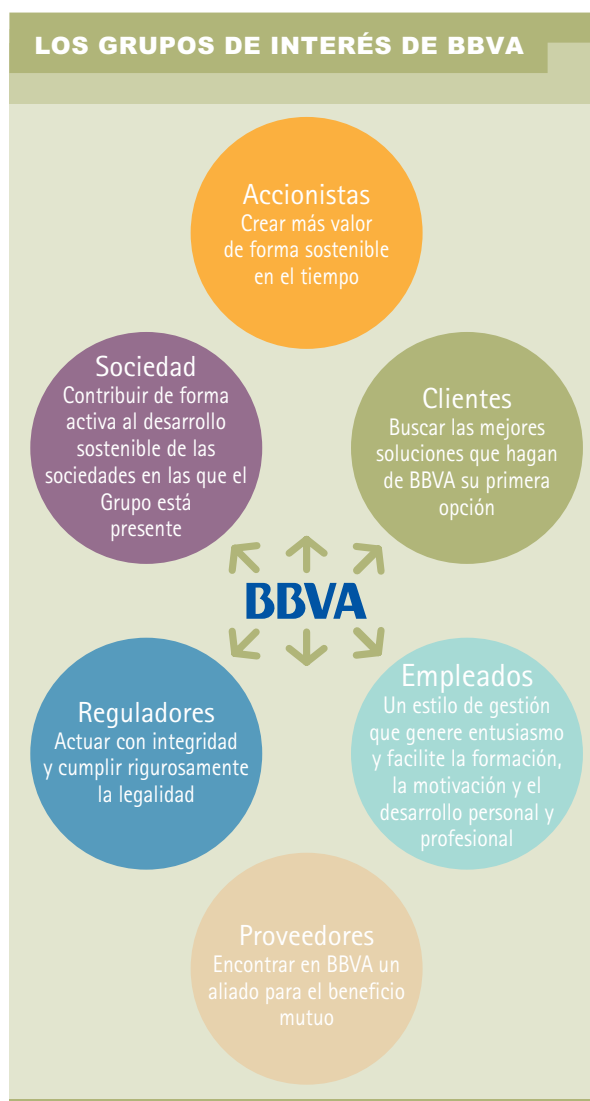 LOS GRUPOS DE INTERÉS DE BBVA
Accionistas
Crear más valor
de forma sostenible
en el tiempo
Sociedad
Contribuir de forma
activa al desarrollo
sostenible de las
sociedades en las que el
Grupo está
presente
Clientes
Buscar las mejores
soluciones que hagan
de BBVA su primera
opción
BBVA
Reguladores
Actuar con integridad
y cumplir rigurosamente
la legalidad
Empleados
Un estilo de gestión
que genere entusiasmo
y facilite la formación,
la motivación y el
desarrollo personal y
profesional
Proveedores
Encontrar en BBVA un
aliado para el beneficio
mutuo